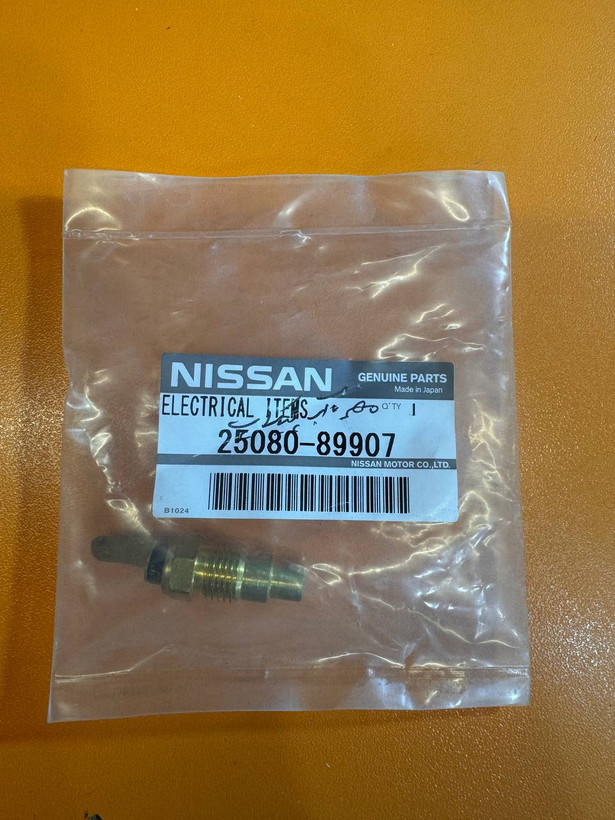 NISSAN GENUINE PARTS
Made in Japan
ELECTRICAL ITEMS Q'TY 1
25080-89907
NISSAN MOTOR CO.,LTD.
B1024